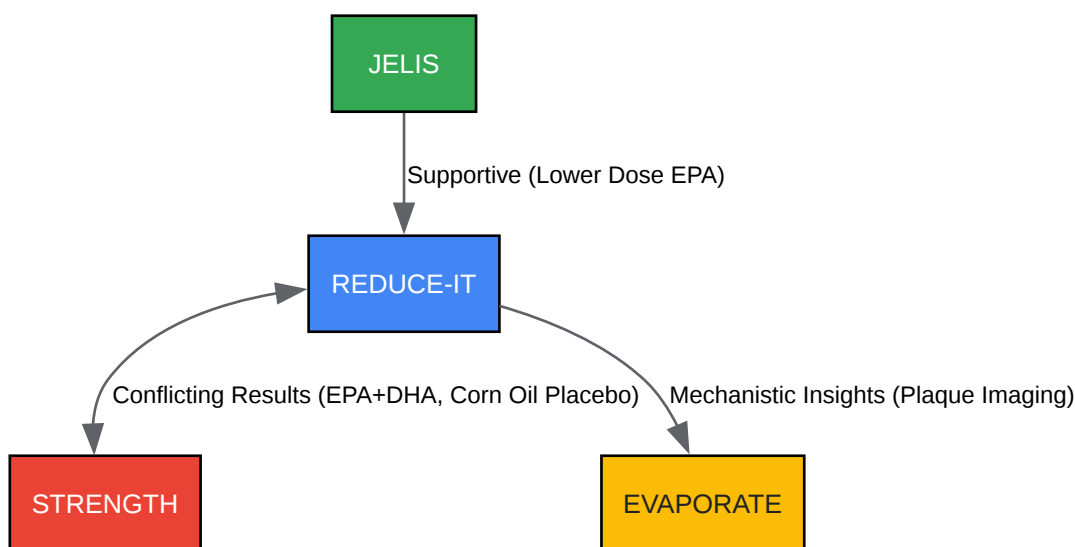 JELIS
Supportive (Lower Dose EPA)
REDUCE-IT
Conflicting Results (EPA+DHA, Corn Oil Placebo)
Mechanistic Insights (Plaque Imaging)
STRENGTH
EVAPORATE